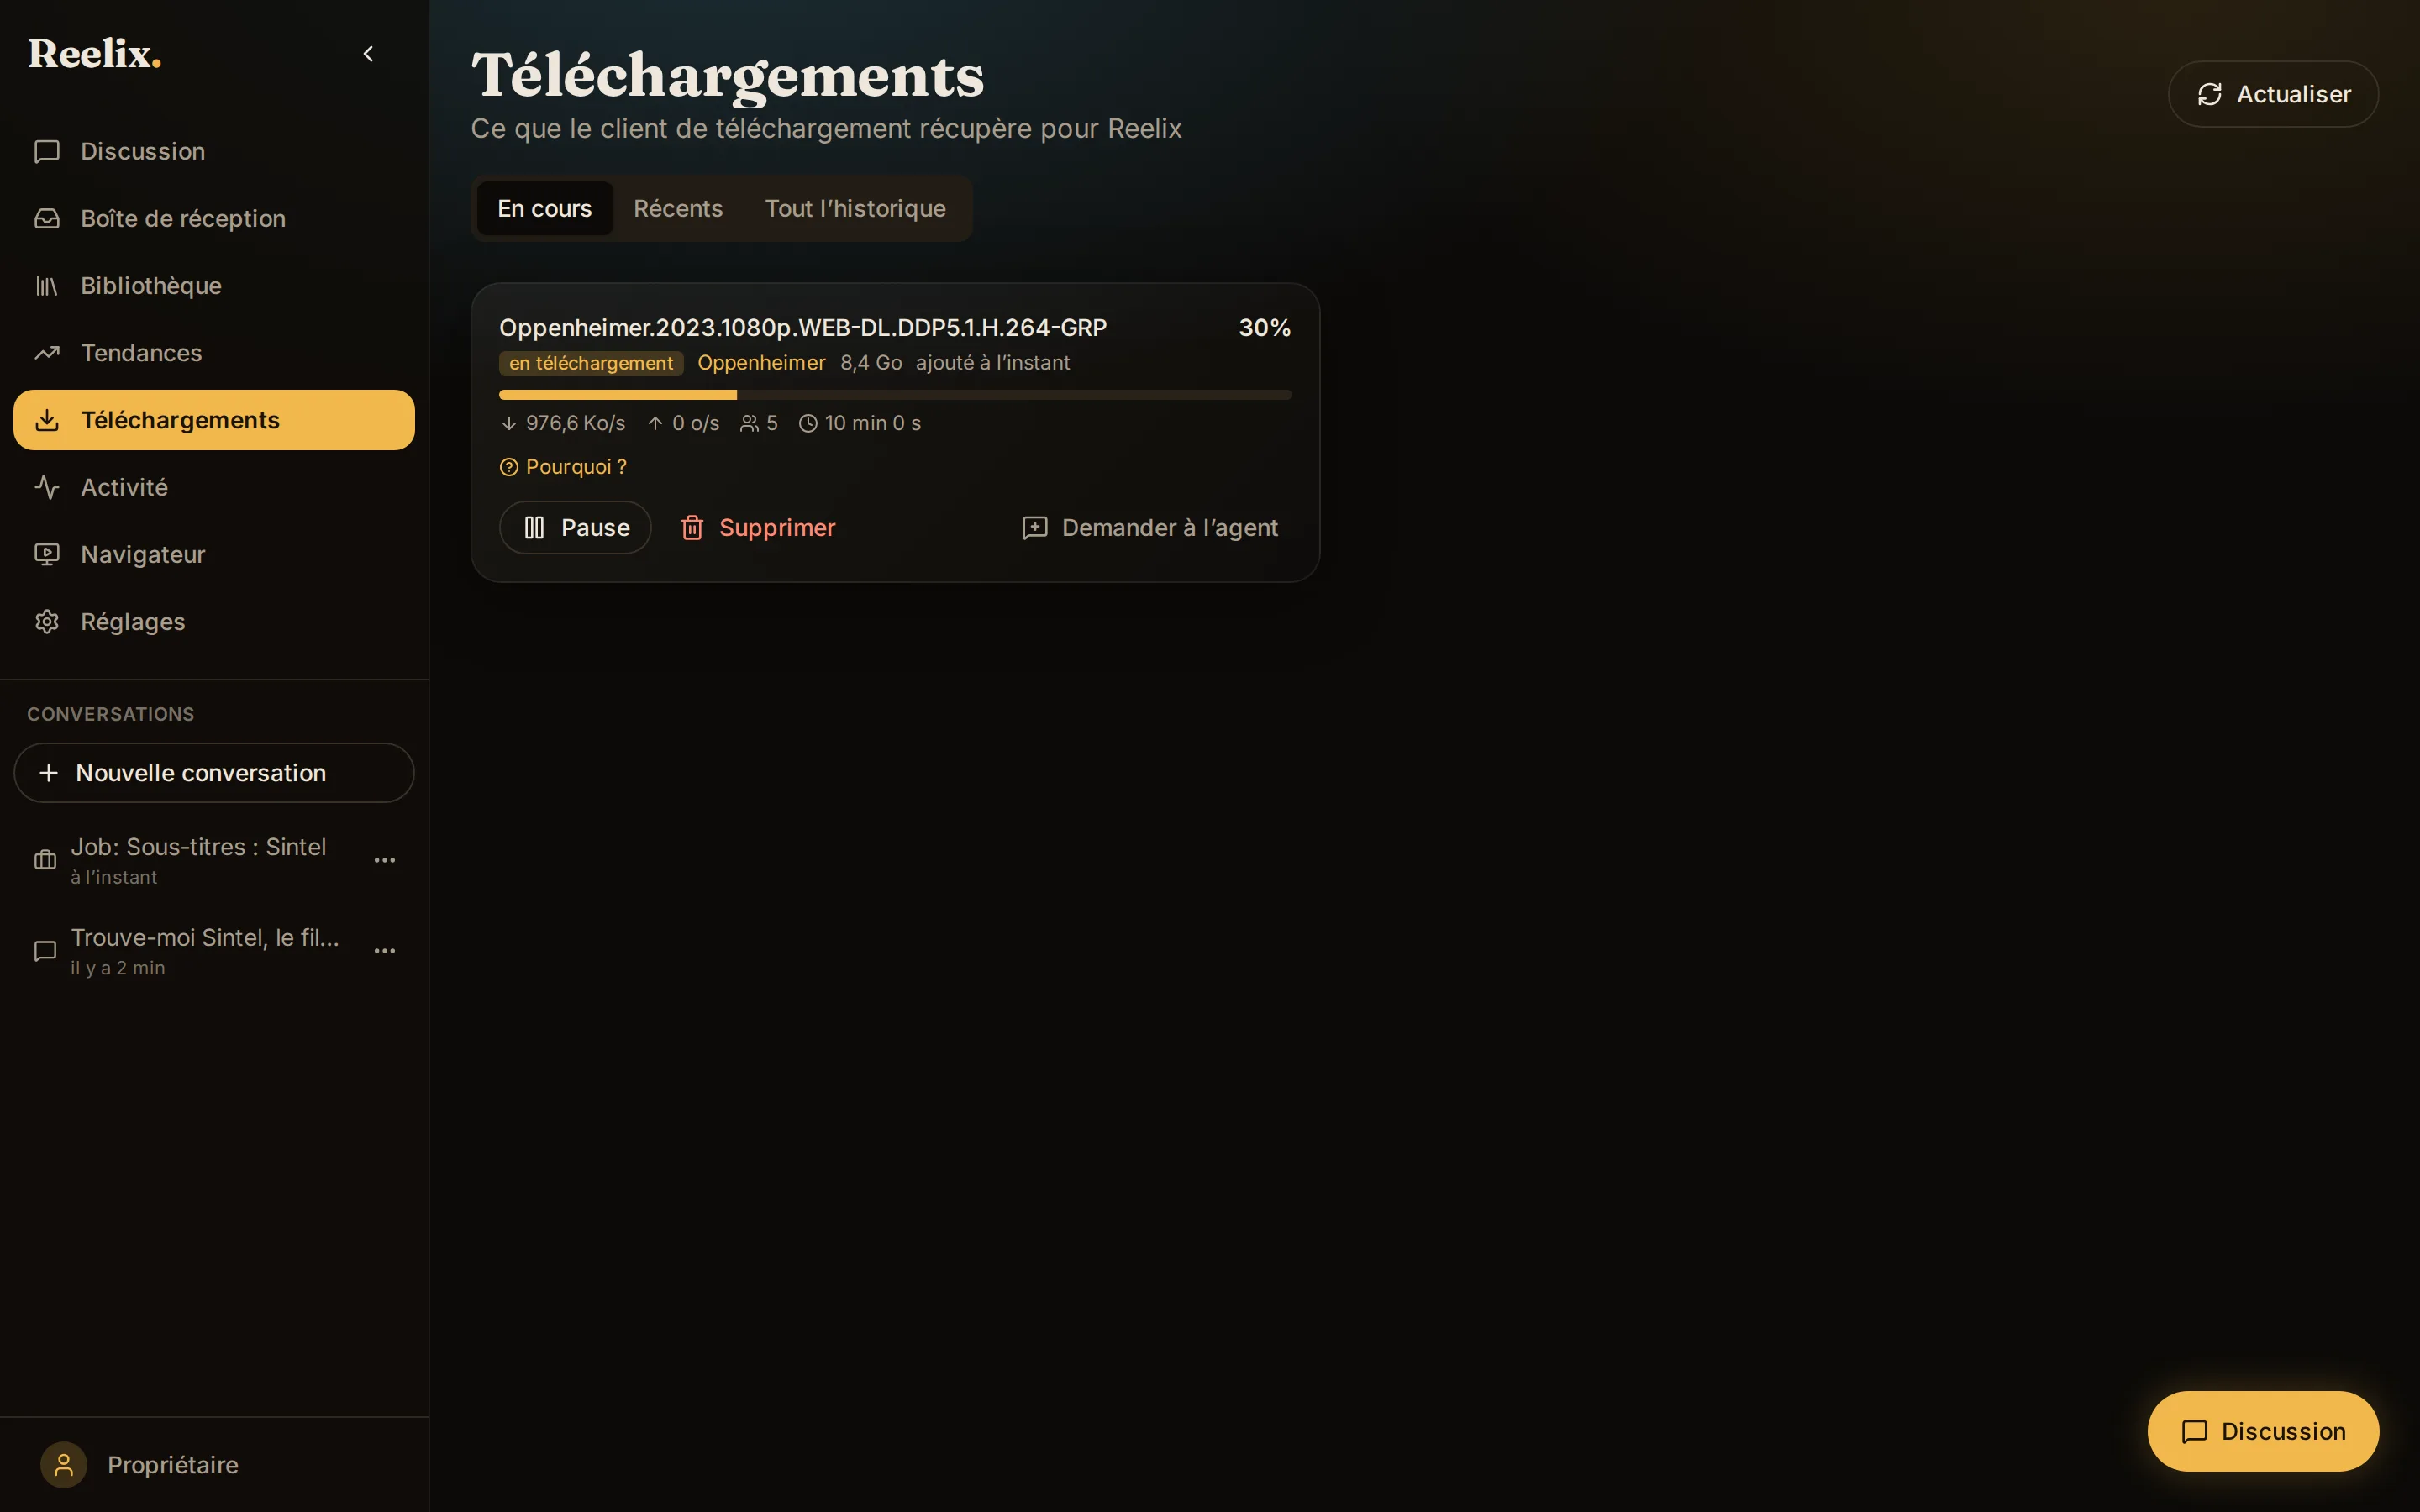 Reelix.
Discussion
Boîte de réception
Bibliothèque
Tendances
Téléchargements
Activité
Navigateur
Réglages
CONVERSATIONS
Nouvelle conversation
Job: Sous-titres : Sintel
à l’instant
Trouve-moi Sintel, le fil…
il y a 2 min
Propriétaire
Téléchargements
Ce que le client de téléchargement récupère pour Reelix
Actualiser
En cours Récents Tout l’historique
Oppenheimer.2023.1080p.WEB-DL.DDP5.1.H.264-GRP 30%
en téléchargement Oppenheimer 8,4 Go ajouté à l’instant
976,6 Ko/s 0 o/s 5 10 min 0 s
Pourquoi ?
Pause Supprimer Demander à l’agent
Discussion